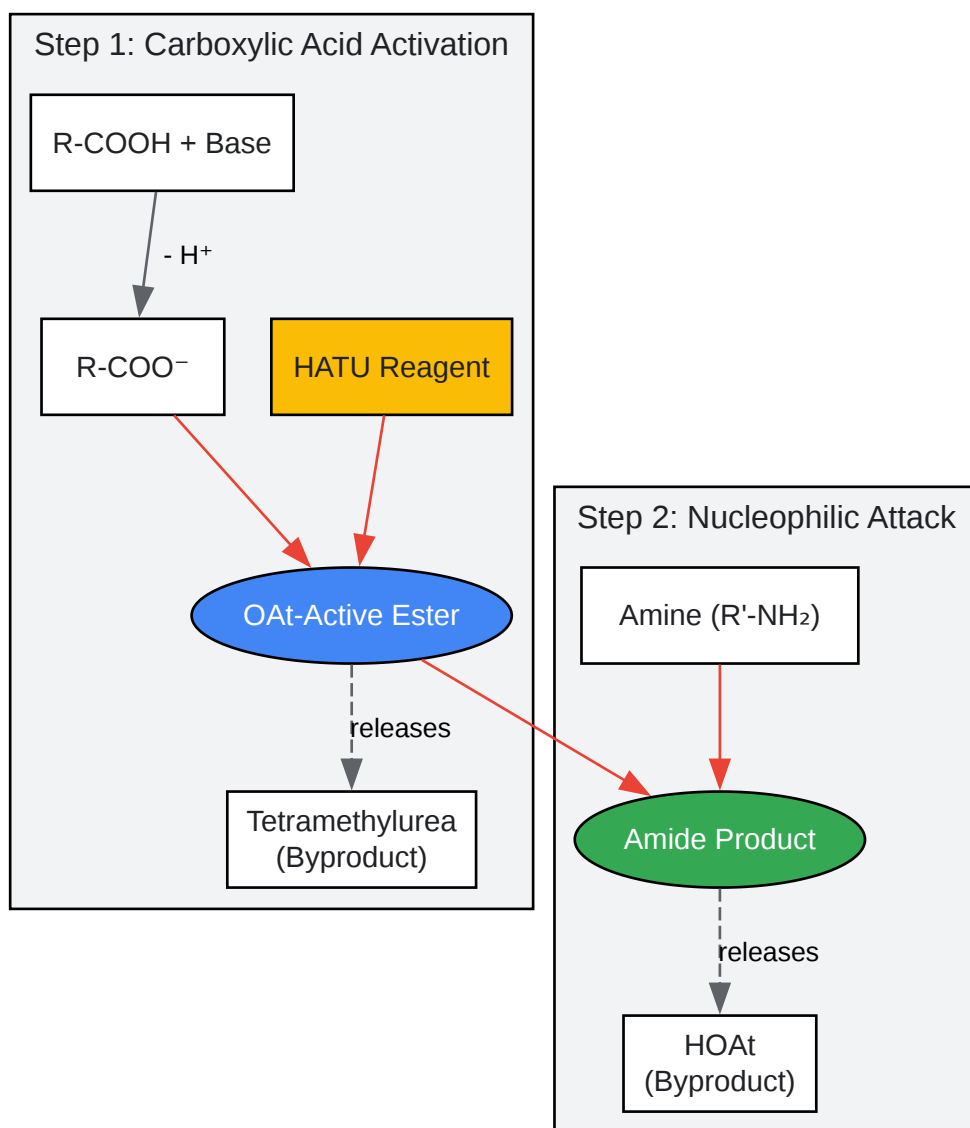 Step 1: Carboxylic Acid Activation
R-COOH + Base
- H⁺
R-COO⁻
HATU Reagent
OAt-Active Ester
releases
Tetramethylurea
(Byproduct)
Step 2: Nucleophilic Attack
Amine (R'-NH₂)
Amide Product
releases
HOAt
(Byproduct)